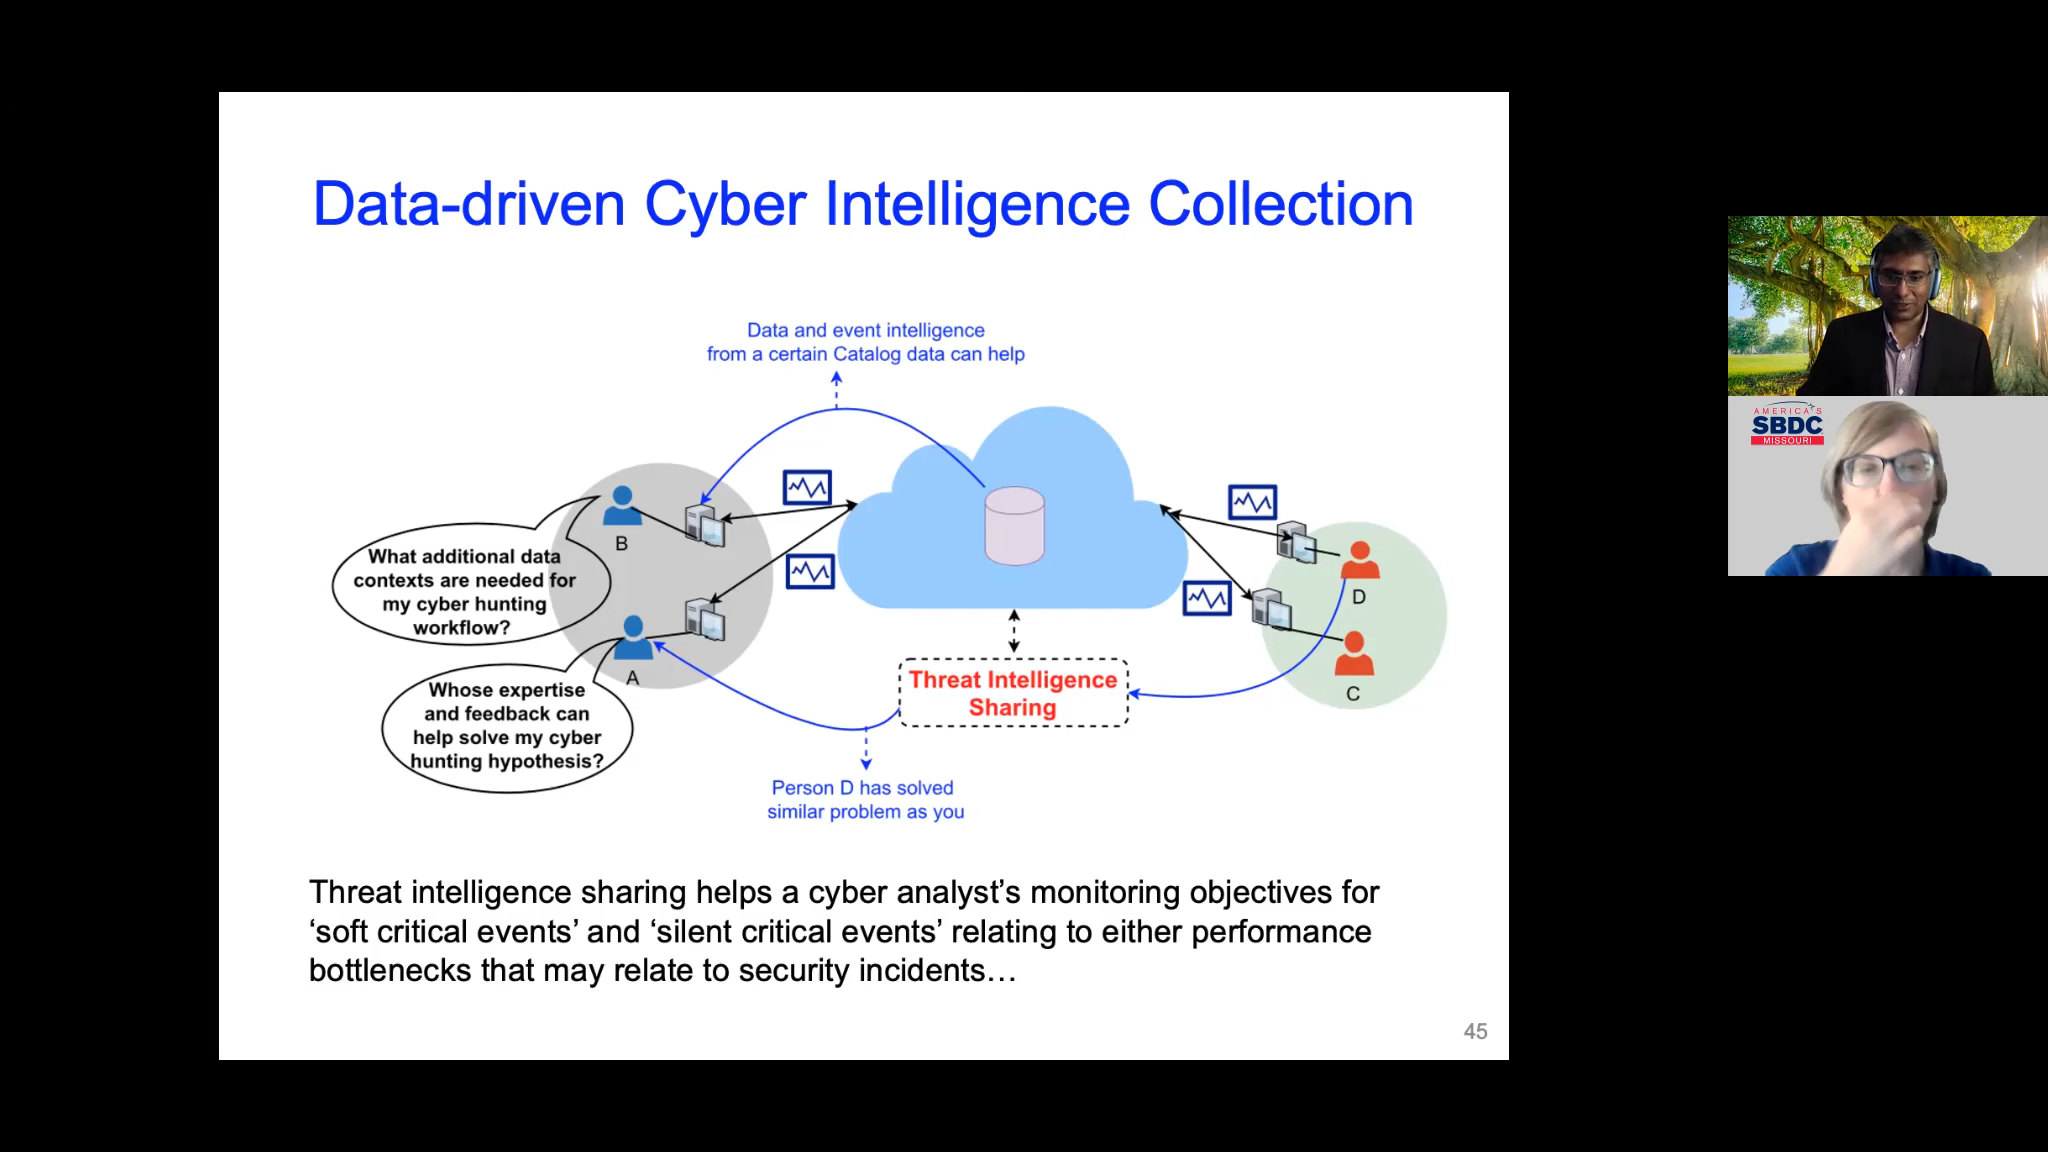 Data-driven Cyber Intelligence Collection
Data and event intelligence
from a certain Catalog data can help
B
What additional data
contexts are needed for
my cyber hunting
workflow?
A
Whose expertise
and feedback can
help solve my cyber
hunting hypothesis?
D
C
Threat Intelligence
Sharing
Person D has solved
similar problem as you
Threat intelligence sharing helps a cyber analyst’s monitoring objectives for
‘soft critical events’ and ‘silent critical events’ relating to either performance
bottlenecks that may relate to security incidents…
45
AMERICA'S
SBDC
MISSOURI